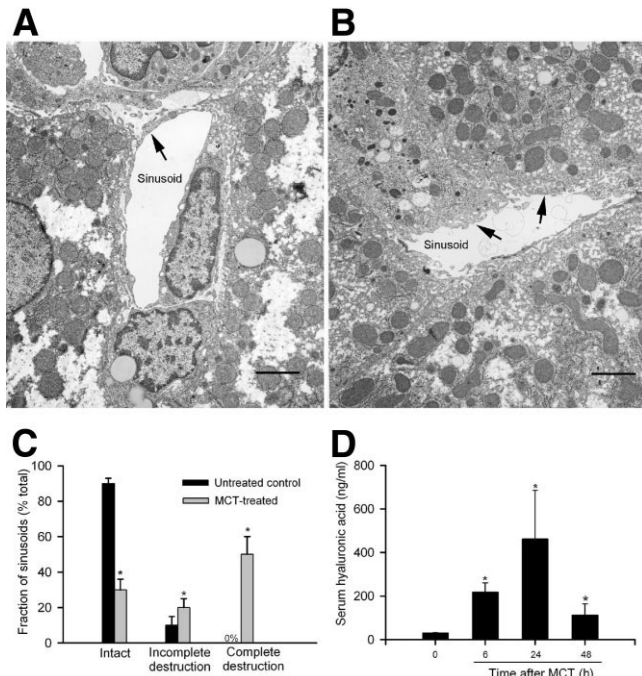 A
B
Sinusoid
Sinusoid
C
D
Fraction of sinusoids (% total)
100
80
60
40
20
0
Untreated control
MCT-treated
*
*
0%
*
Intact
Incomplete destruction
Complete destruction
Serum hyaluronic acid (ng/ml)
800
600
400
200
0
*
*
*
0
6
24
48
Time after MCT (h)